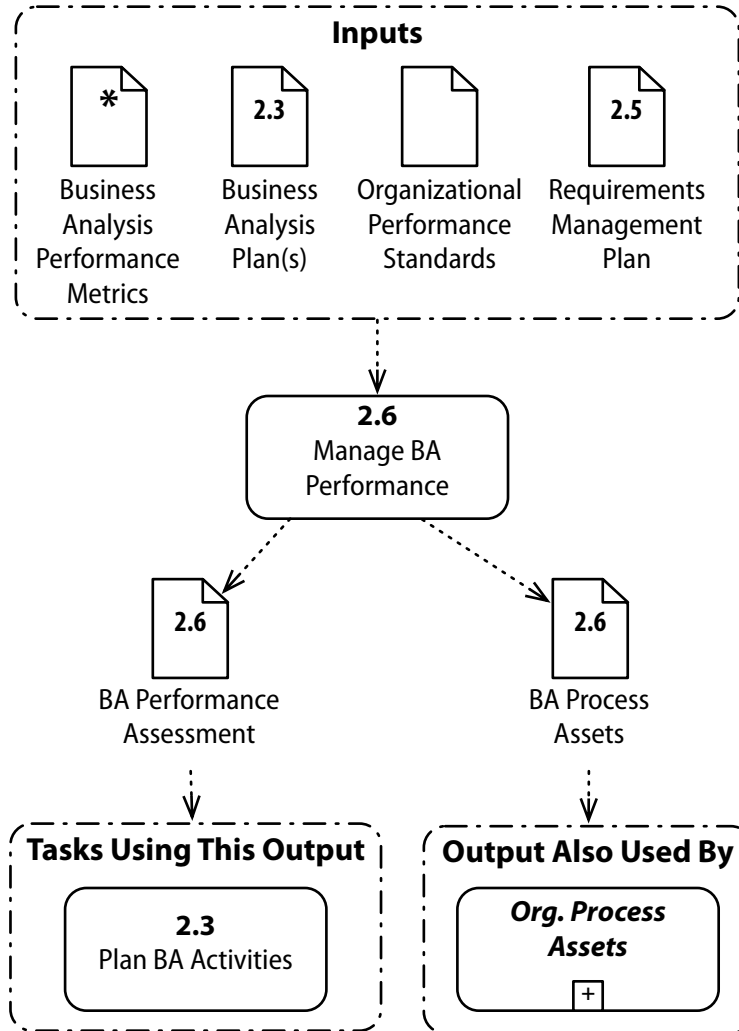 Inputs
*
2.3
2.5
Business
Analysis
Performance
Metrics
Business
Analysis
Plan(s)
Organizational
Performance
Standards
Requirements
Management
Plan
2.6
Manage BA
Performance
2.6
BA Performance
Assessment
2.6
BA Process
Assets
Tasks Using This Output
2.3
Plan BA Activities
Output Also Used By
Org. Process
Assets
+